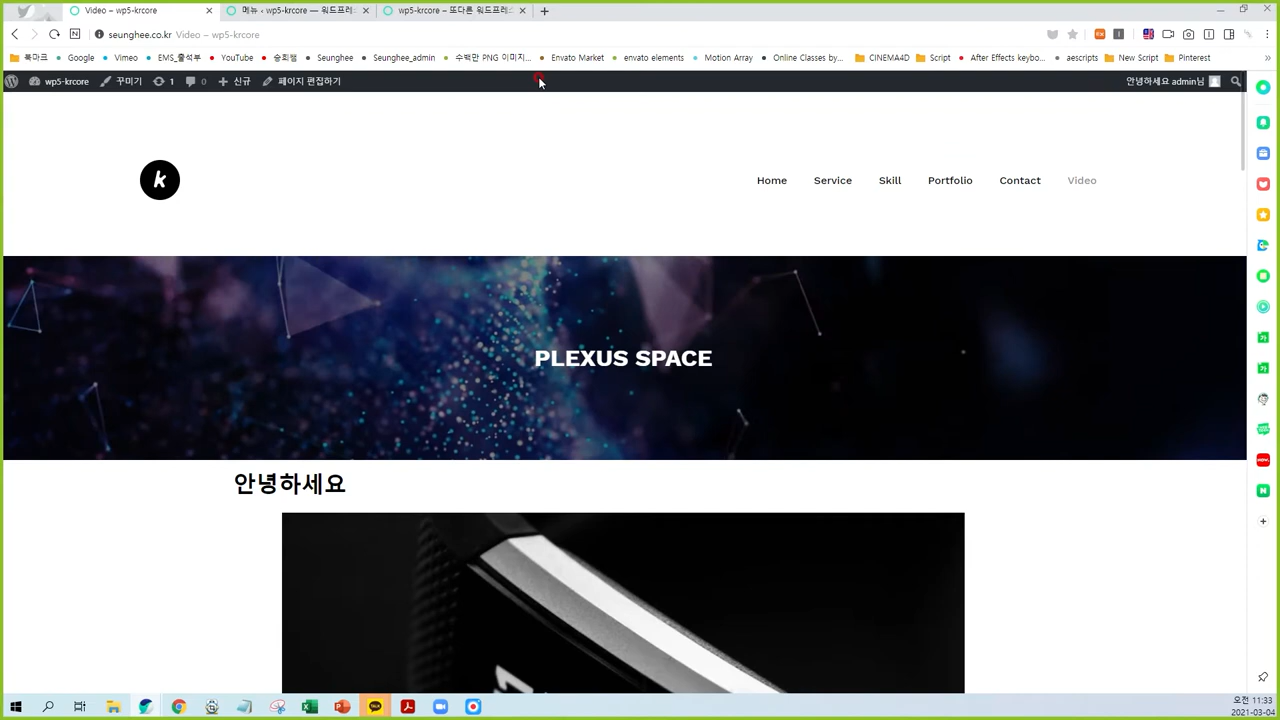 Video – wp5-krcore
메뉴 ‹ wp5-krcore — 워드프레스
wp5-krcore – 또다른 워드프레스
N
seunghee.co.kr Video – wp5-krcore
북마크
Google
Vimeo
EMS_출석부
YouTube
승희쌤
Seunghee
Seunghee_admin
수백만 PNG 이미지...
Envato Market
envato elements
Motion Array
Online Classes by...
CINEMA4D
Script
After Effects keybo...
aescripts
New Script
Pinterest
wp5-krcore
꾸미기
1
0
신규
페이지 편집하기
안녕하세요 admin님
k
Home
Service
Skill
Portfolio
Contact
Video
PLEXUS SPACE
안녕하세요
TALK
오전 11:33
2021-03-04